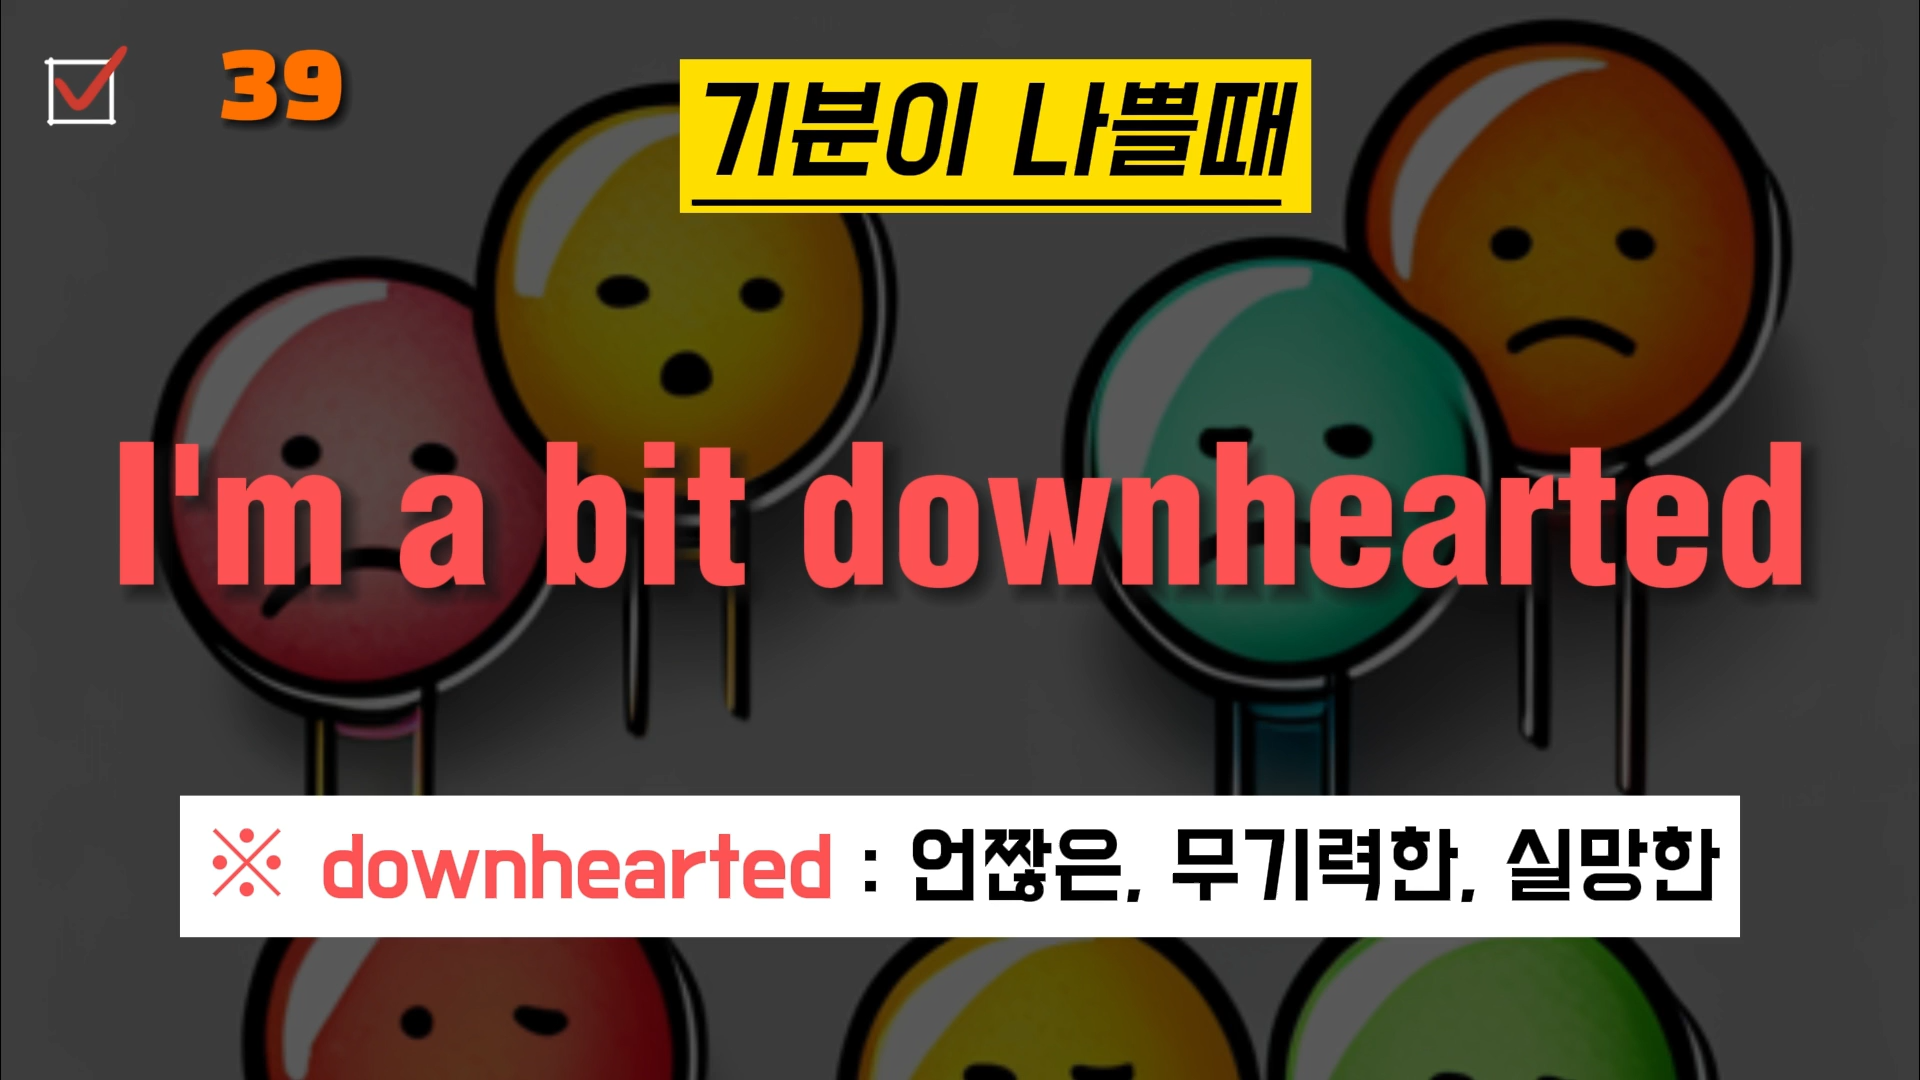 39
기분이 나쁠때
I'm a bit downhearted
※ downhearted : 언짢은, 무기력한, 실망한